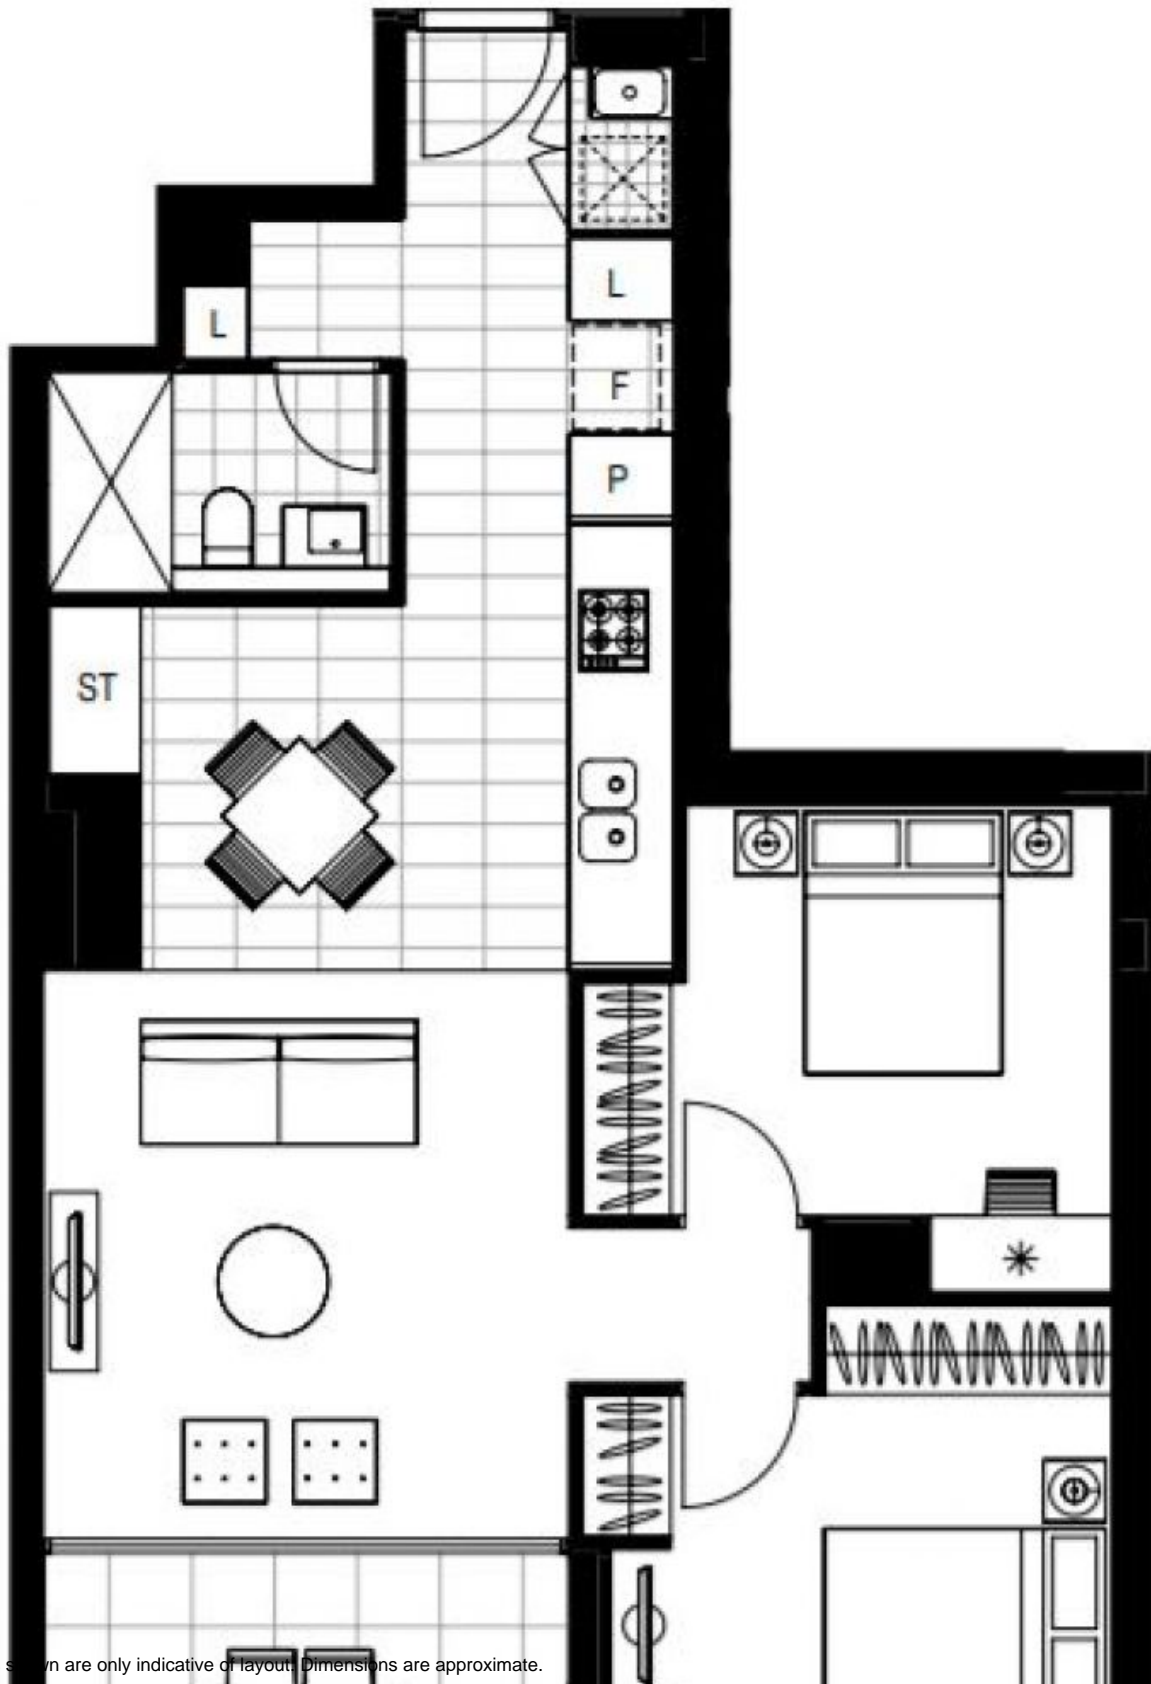 L
L
F
P
ST
are only indicative of layout. Dimensions are approximate.